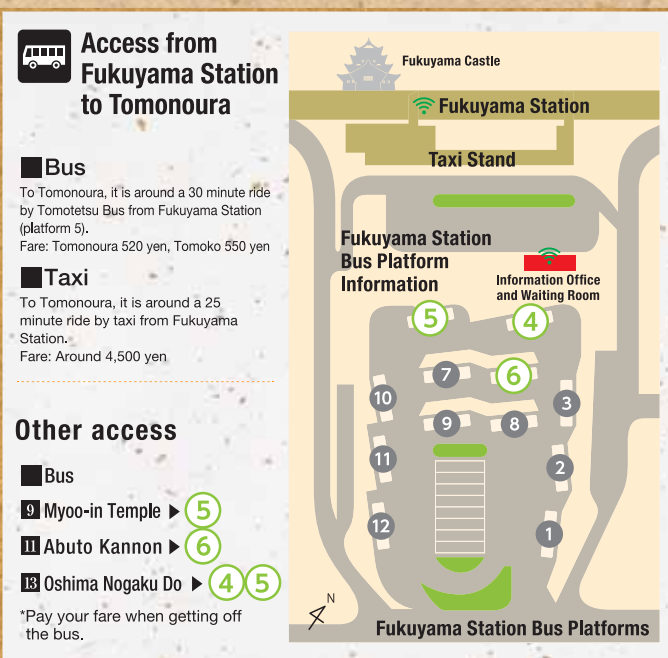 Access from
Fukuyama Station
to Tomonoura
Bus
To Tomonoura, it is around a 30 minute ride
by Tomotetsu Bus from Fukuyama Station
(platform 5).
Fare: Tomonoura 520 yen, Tomoko 550 yen
Taxi
To Tomonoura, it is around a 25
minute ride by taxi from Fukuyama
Station.
Fare: Around 4,500 yen
Other access
Bus
9 Myoo-in Temple ▶ 5
11 Abuto Kannon ▶ 6
13 Oshima Nogaku Do ▶ 4 5
*Pay your fare when getting off
the bus.
Fukuyama Castle
Fukuyama Station
Taxi Stand
Fukuyama Station
Bus Platform
Information
Information Office
and Waiting Room
5
4
7
6
10
3
9
8
11
2
12
1
N
Fukuyama Station Bus Platforms